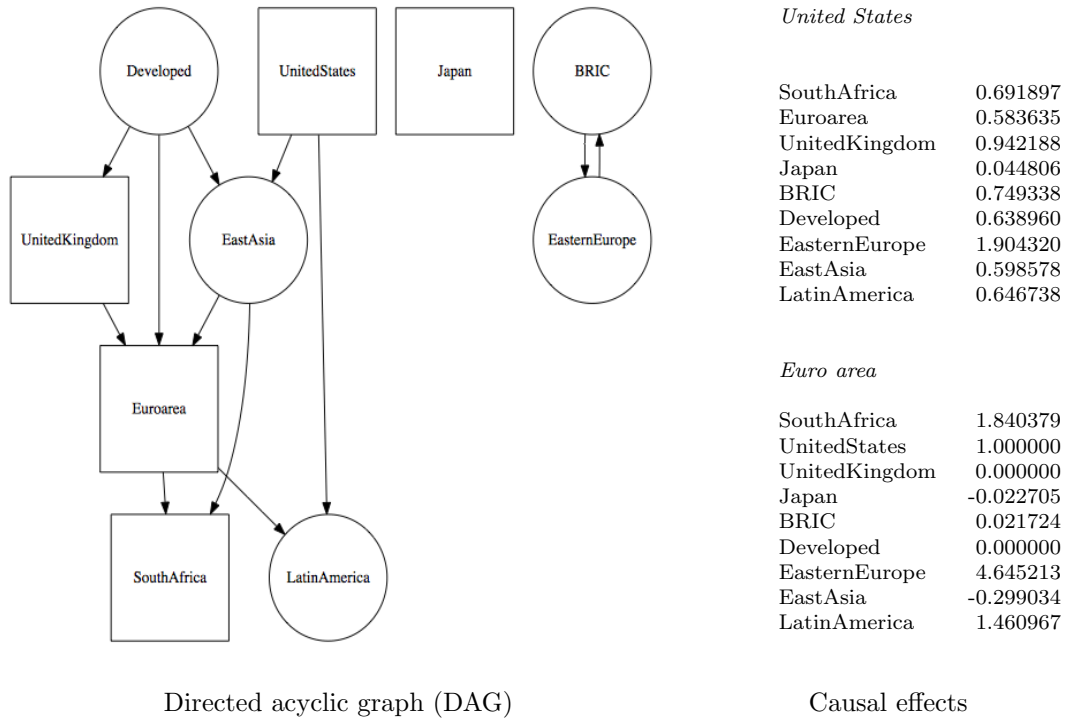 Developed
UnitedStates
Japan
BRIC
UnitedKingdom
EastAsia
EasternEurope
Euroarea
SouthAfrica
LatinAmerica
Directed acyclic graph (DAG)
United States
SouthAfrica 0.691897
Euroarea 0.583635
UnitedKingdom 0.942188
Japan 0.044806
BRIC 0.749338
Developed 0.638960
EasternEurope 1.904320
EastAsia 0.598578
LatinAmerica 0.646738
Euro area
SouthAfrica 1.840379
UnitedStates 1.000000
UnitedKingdom 0.000000
Japan -0.022705
BRIC 0.021724
Developed 0.000000
EasternEurope 4.645213
EastAsia -0.299034
LatinAmerica 1.460967
Causal effects